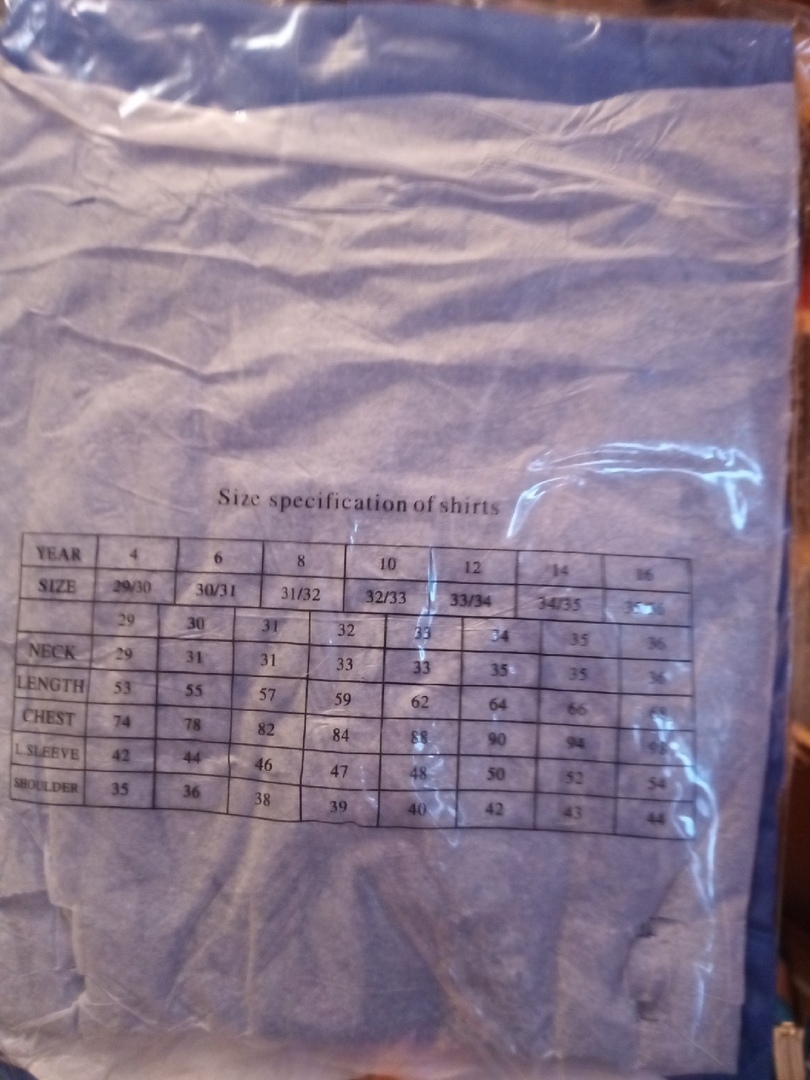 Size specification of shirts
YEAR 4 6 8 10 12 14 16
SIZE 29/30 30/31 31/32 32/33 33/34 34/35
29 30 31 32 33 34 35 36
NECK 29 31 31 33 33 35 35 36
LENGTH 53 55 57 59 62 64 66 68
CHEST 74 78 82 84 88 90 94 98
L.SLEEVE 42 44 46 47 48 50 52 54
SHOULDER 35 36 38 39 40 42 43 44